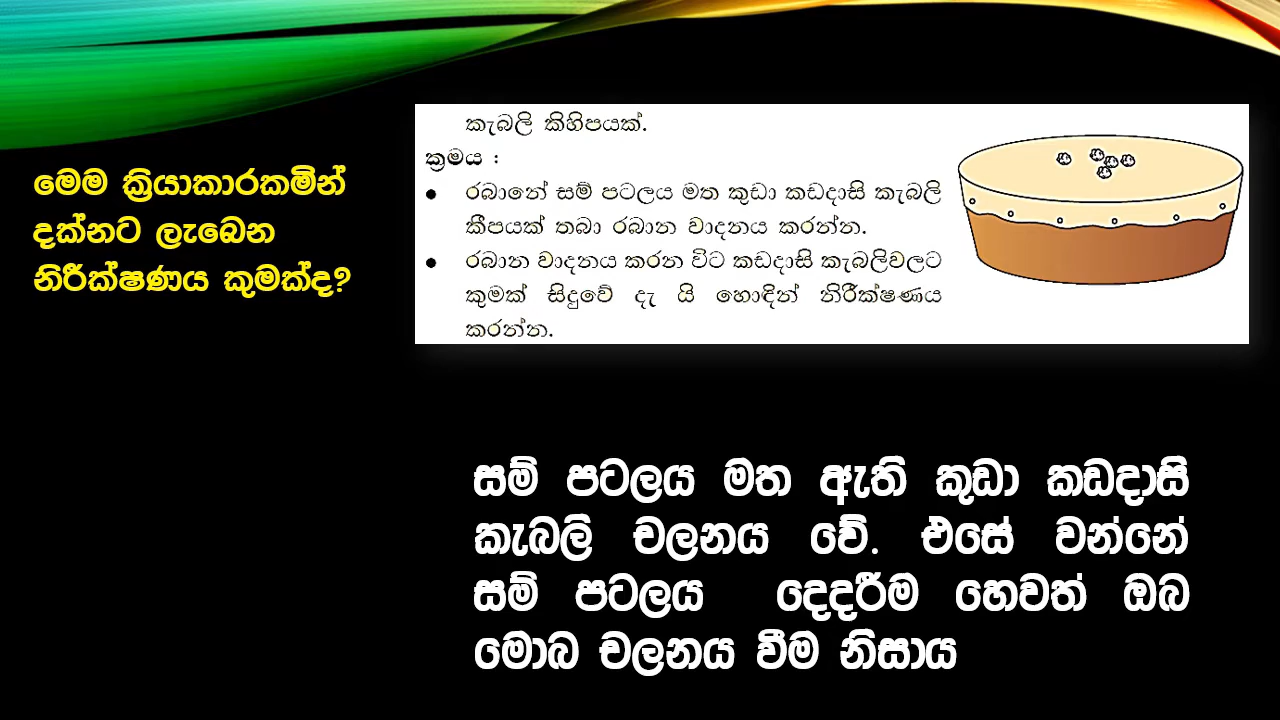 මෙම ක්‍රියාකාරකමින්
දක්නට ලැබෙන
නිරීක්ෂණය කුමක්ද?
කැබලි කිහිපයක්.
ක්‍රමය :
● රබානේ සම් පටලය මත කුඩා කඩදාසි කැබලි
කීපයක් තබා රබාන වාදනය කරන්න.
● රබාන වාදනය කරන විට කඩදාසි කැබලිවලට
කුමක් සිදුවේ දැ යි හොඳින් නිරීක්ෂණය
කරන්න.
සම් පටලය මත ඇති කුඩා කඩදාසි
කැබලි චලනය වේ. එසේ වන්නේ
සම් පටලය දෙදරීම හෙවත් ඔබ
මොබ චලනය වීම නිසාය